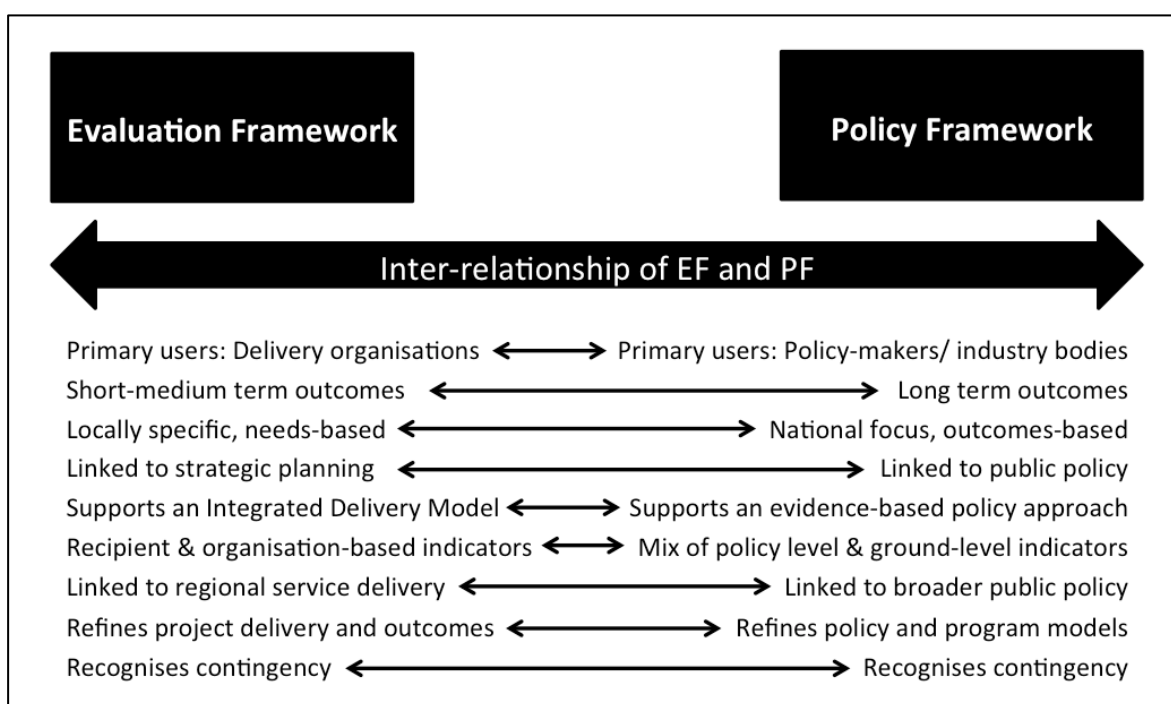 Evaluation Framework
Policy Framework
Inter-relationship of EF and PF
Primary users: Delivery organisations Primary users: Policy-makers/ industry bodies
Short-medium term outcomes Long term outcomes
Locally specific, needs-based National focus, outcomes-based
Linked to strategic planning Linked to public policy
Supports an Integrated Delivery Model Supports an evidence-based policy approach
Recipient & organisation-based indicators Mix of policy level & ground-level indicators
Linked to regional service delivery Linked to broader public policy
Refines project delivery and outcomes Refines policy and program models
Recognises contingency Recognises contingency